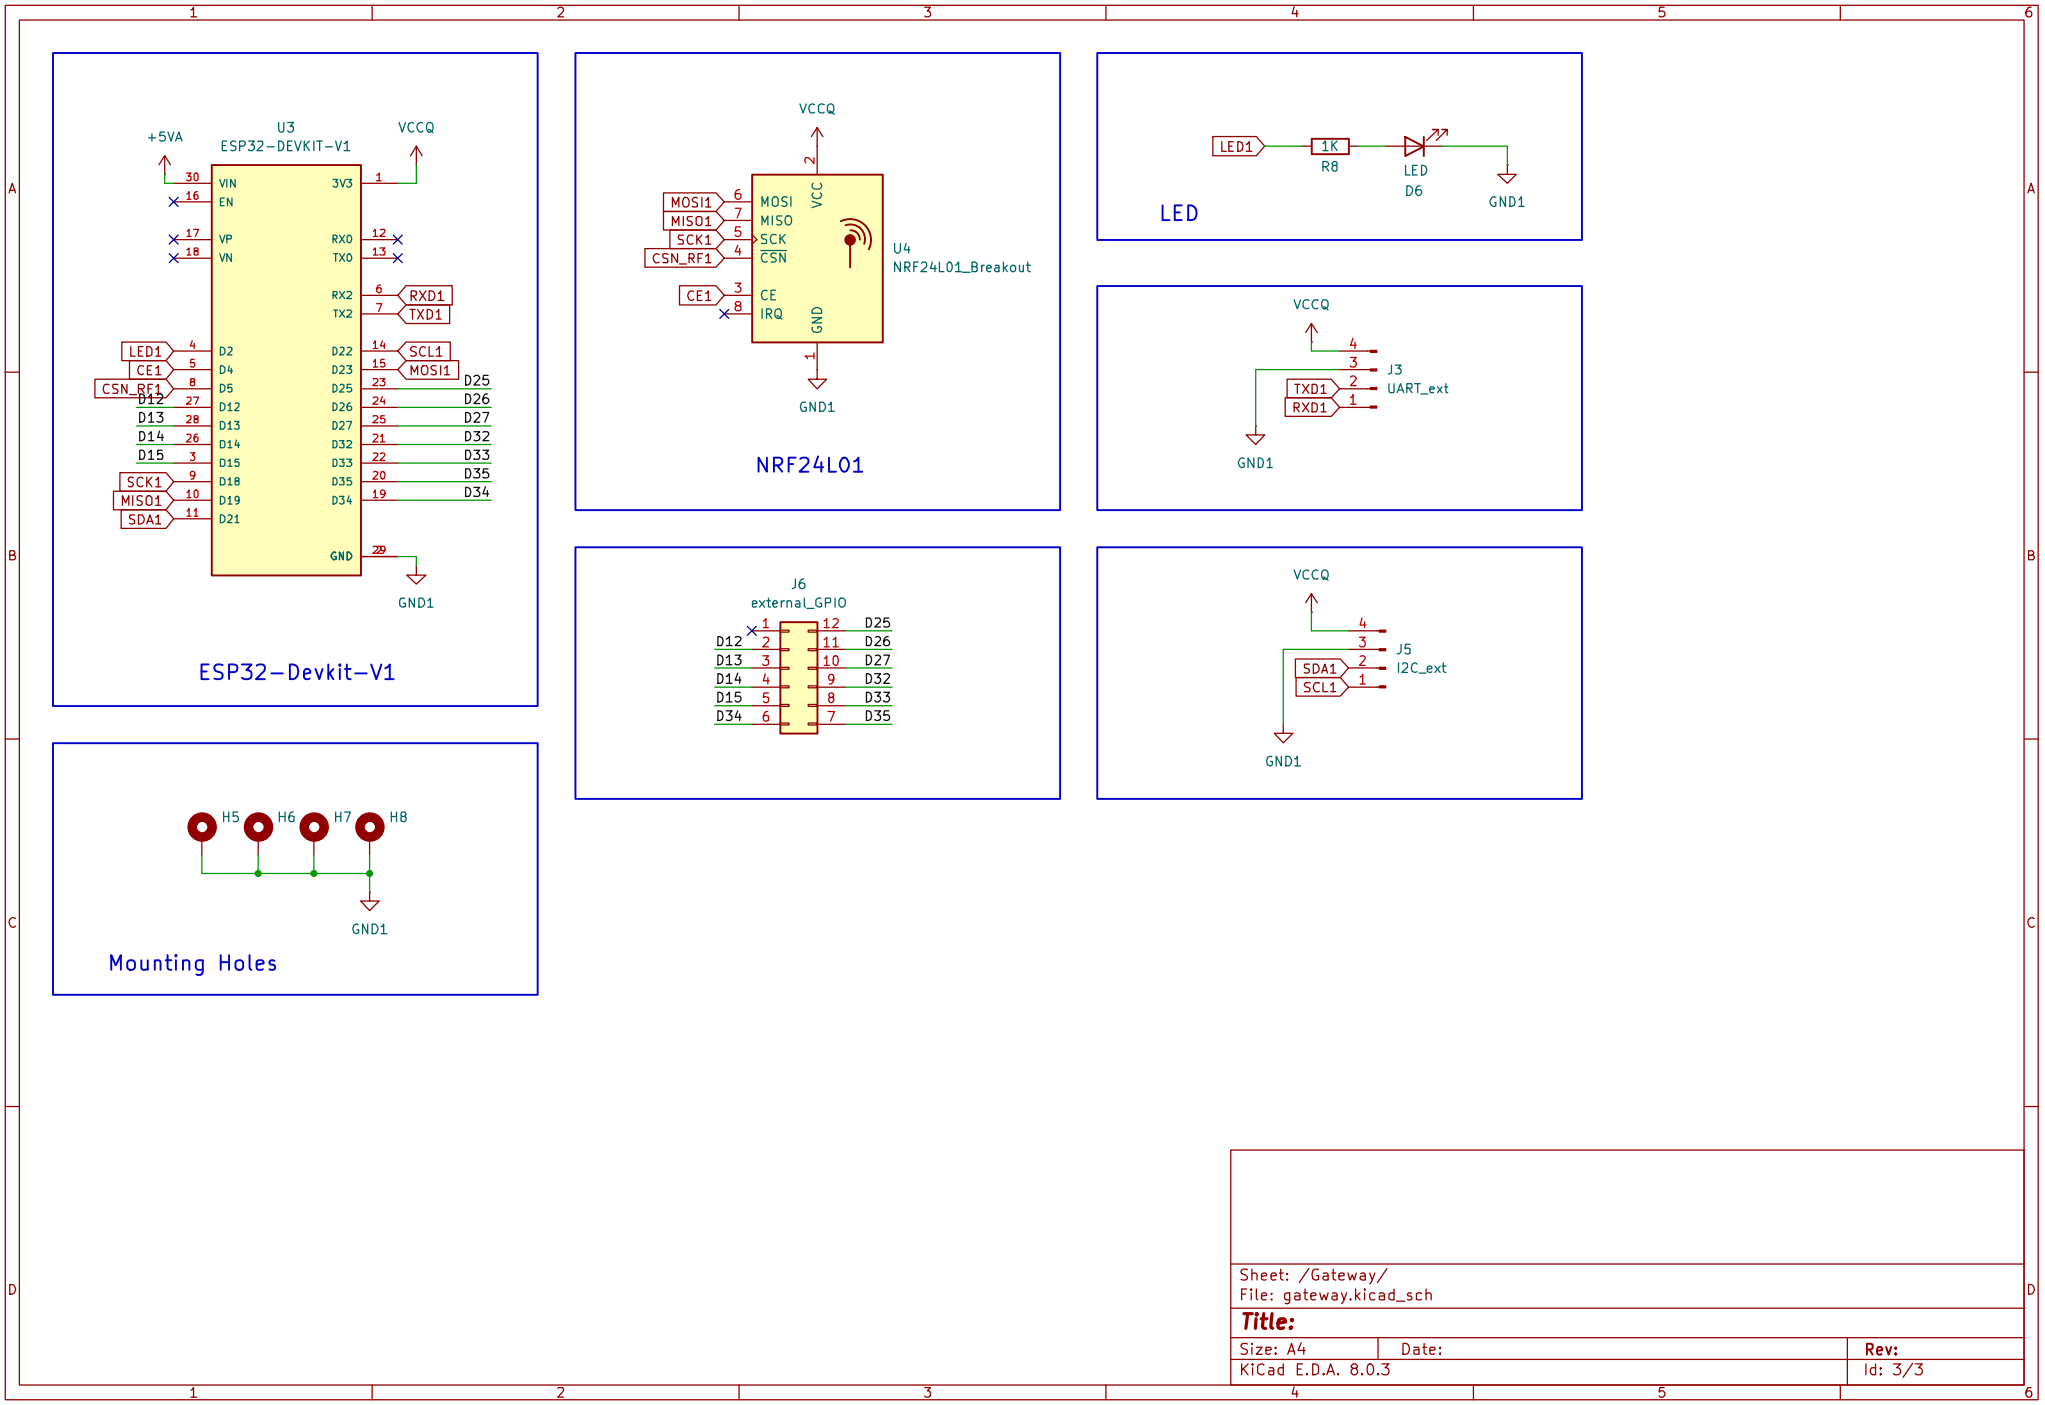 1 2 3 4 5 6
A
B
C
D
A
B
C
D
1 2 3 4 5 6
U3
ESP32-DEVKIT-V1
+5VA
VCCQ
30 VIN
16 EN
17 VP
18 VN
LED1 4 D2
CE1 5 D4
CSN_RF1 8 D5
D12 27 D12
D13 28 D13
D14 26 D14
D15 3 D15
SCK1 9 D18
MISO1 10 D19
SDA1 11 D21
3V3 1
RX0 12
TX0 13
RX2 6 RXD1
TX2 7 TXD1
D22 14 SCL1
D23 15 MOSI1
D25 23 D25
D26 24 D26
D27 25 D27
D32 21 D32
D33 22 D33
D35 20 D35
D34 19 D34
GND 29
GND1
ESP32-Devkit-V1
VCCQ
2
VCC
MOSI1 6 MOSI
MISO1 7 MISO
SCK1 5 SCK
CSN_RF1 4 CSN
CE1 3 CE
8 IRQ
GND
1
GND1
U4
NRF24L01_Breakout
NRF24L01
LED1
1K
R8
LED
D6
GND1
LED
VCCQ
4
3
TXD1 2
RXD1 1
J3
UART_ext
GND1
J6
external_GPIO
1 12 D25
D12 2 11 D26
D13 3 10 D27
D14 4 9 D32
D15 5 8 D33
D34 6 7 D35
VCCQ
4
3
SDA1 2
SCL1 1
J5
I2C_ext
GND1
H5 H6 H7 H8
GND1
Mounting Holes
Sheet: /Gateway/
File: gateway.kicad_sch
Title:
Size: A4 Date: Rev:
KiCad E.D.A. 8.0.3 Id: 3/3